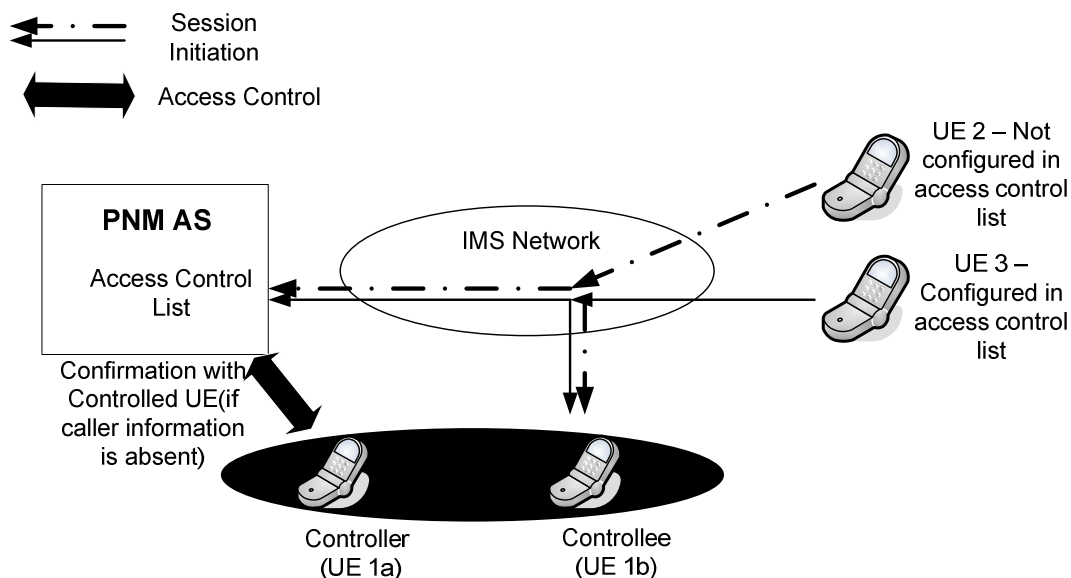 Session
Initiation
Access Control
UE 2 – Not
configured in
access control
list
PNM AS
IMS Network
Access Control
List
UE 3 –
Configured in
access control
list
Confirmation with
Controlled UE(if
caller information
is absent)
Controller
(UE 1a)
Controllee
(UE 1b)